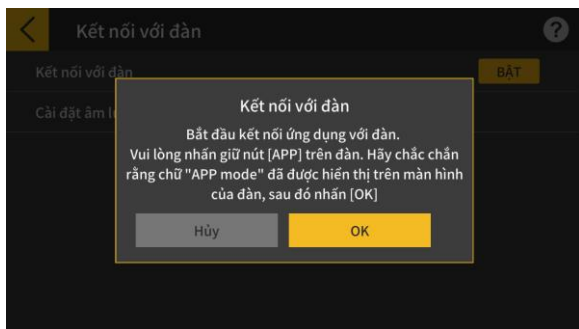 Kết nối với đàn
?
Kết nối với đàn
BẬT
Cài đặt âm
Kết nối với đàn
Bắt đầu kết nối ứng dụng với đàn.
Vui lòng nhấn giữ nút [APP] trên đàn. Hãy chắc chắn
rằng chữ "APP mode" đã được hiển thị trên màn hình
của đàn, sau đó nhấn [OK]
Hủy
OK